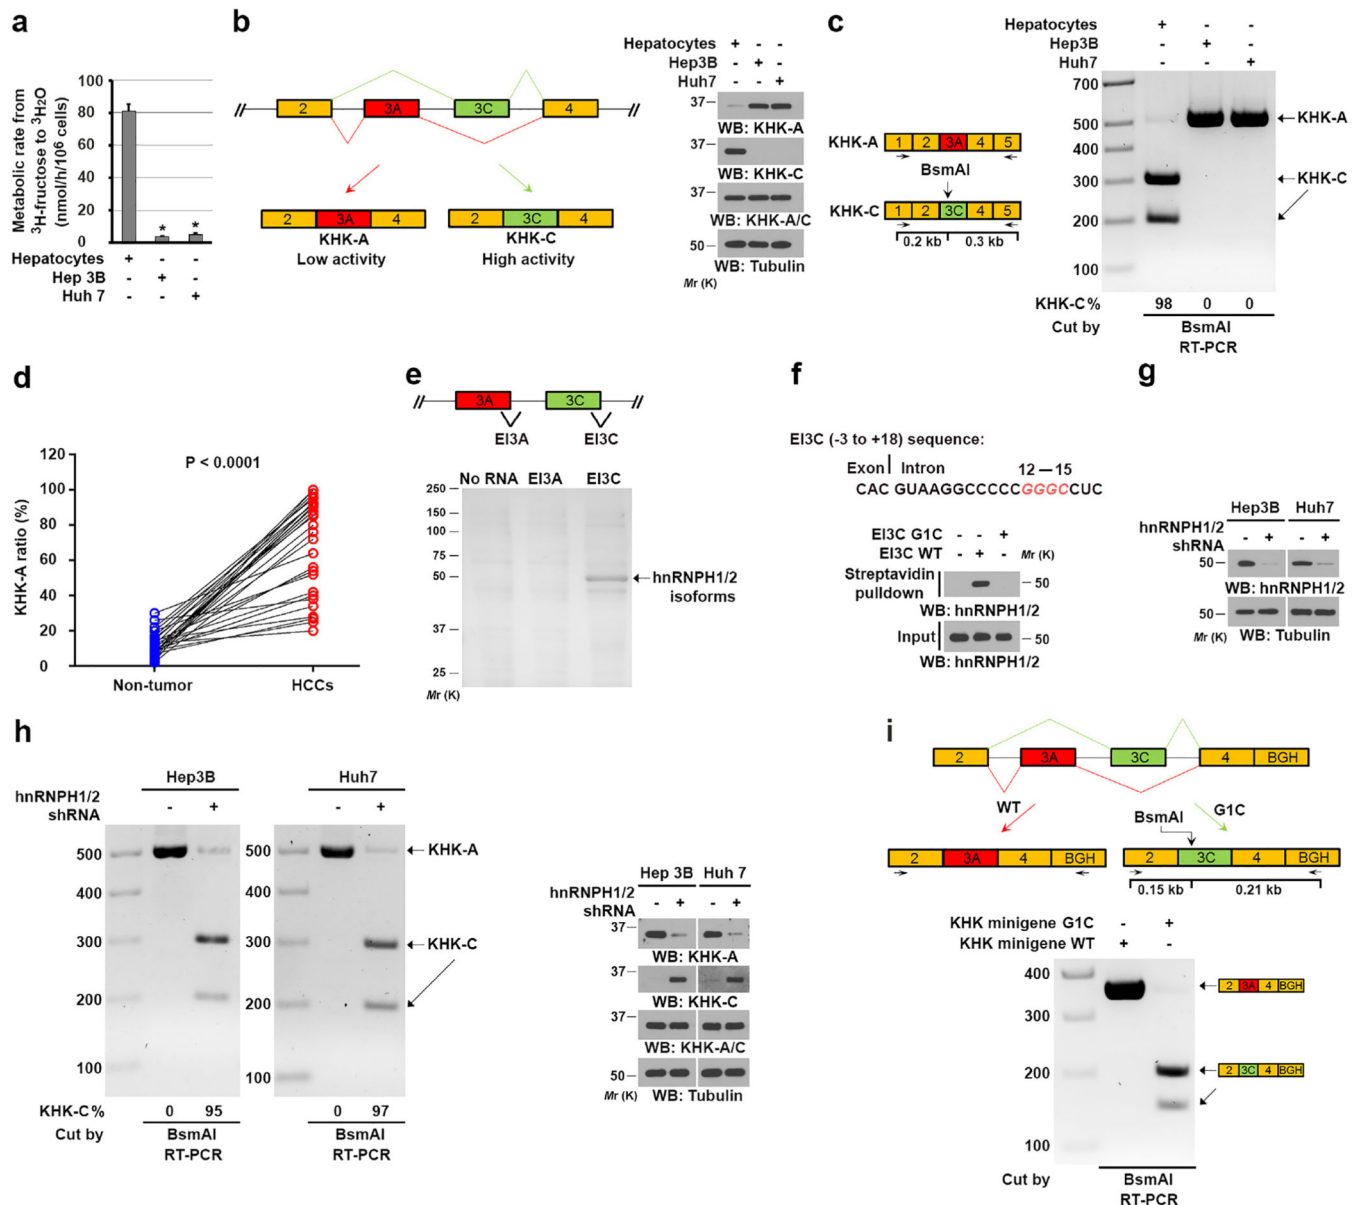 a
Metabolic rate from
³H-fructose to ³H₂O
(nmol/h/10⁶ cells)
100
80
60
40
20
0
* *
Hepatocytes + - -
Hep 3B - + -
Huh 7 - - +
b
2 3A 3C 4
2 3A 4
KHK-A
Low activity
2 3C 4
KHK-C
High activity
Hepatocytes + - -
Hep3B - + -
Huh7 - - +
37
WB: KHK-A
37
WB: KHK-C
37
WB: KHK-A/C
50
WB: Tubulin
Mr (K)
c
KHK-A 1 2 3A 4 5
BsmAI
KHK-C 1 2 3C 4 5
0.2 kb 0.3 kb
Hepatocytes + - -
Hep3B - + -
Huh7 - - +
700
500
400
300
200
100
KHK-A
KHK-C
KHK-C% 98 0 0
Cut by BsmAI
RT-PCR
d
KHK-A ratio (%)
P < 0.0001
100
80
60
40
20
0
Non-tumor HCCs
e
3A 3C
EI3A EI3C
No RNA EI3A EI3C
250
150
100
75
50
37
25
Mr (K)
hnRNPH1/2
isoforms
f
EI3C (-3 to +18) sequence:
Exon Intron 12 — 15
CAC GUAAGGCCCCCGGGCCUC
EI3C G1C - - +
EI3C WT - + - Mr (K)
Streptavidin
pulldown
50
WB: hnRNPH1/2
Input
50
WB: hnRNPH1/2
g
Hep3B Huh7
hnRNPH1/2
shRNA - + - +
50
WB: hnRNPH1/2
50
Mr (K) WB: Tubulin
h
Hep3B Huh7
hnRNPH1/2
shRNA - + - +
500
400
300
200
100
500
400
300
200
100
KHK-A
KHK-C
KHK-C% 0 95 0 97
Cut by BsmAI BsmAI
RT-PCR RT-PCR
Hep 3B Huh 7
hnRNPH1/2
shRNA - + - +
37
WB: KHK-A
WB: KHK-C
37
WB: KHK-A/C
50
Mr (K) WB: Tubulin
i
2 3A 3C 4 BGH
WT G1C
BsmAI
2 3A 4 BGH
2 3C 4 BGH
0.15 kb 0.21 kb
KHK minigene G1C - +
KHK minigene WT + -
400
300
200
100
2 3A 4 BGH
2 3C 4 BGH
Cut by BsmAI
RT-PCR